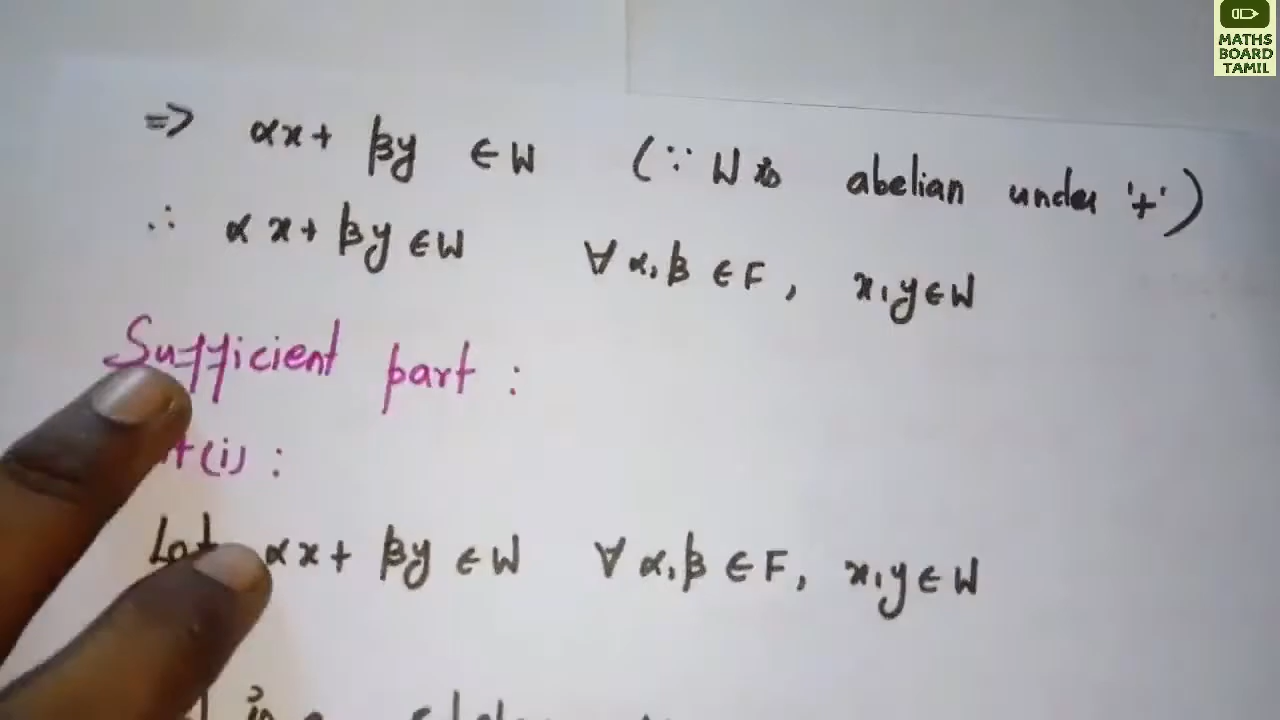 MATHS
BOARD
TAMIL
=> αx + βy ∈ W (∵ W is abelian under '+')
∴ αx + βy ∈ W ∀ α, β ∈ F, x, y ∈ W
Sufficient part :
(i) :
Let αx + βy ∈ W ∀ α, β ∈ F, x, y ∈ W